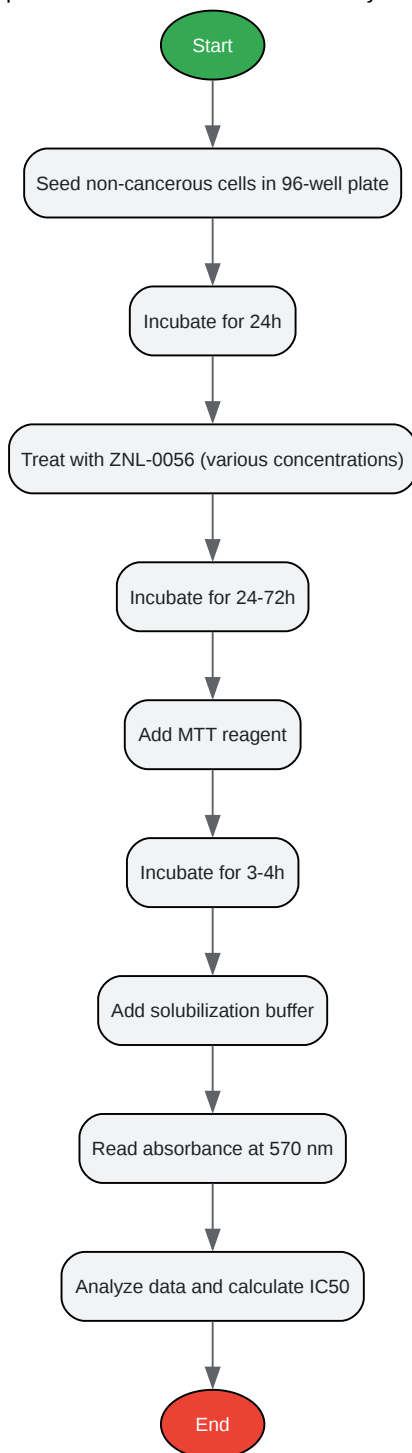 Start
Seed non-cancerous cells in 96-well plate
Incubate for 24h
Treat with ZNL-0056 (various concentrations)
Incubate for 24-72h
Add MTT reagent
Incubate for 3-4h
Add solubilization buffer
Read absorbance at 570 nm
Analyze data and calculate IC50
End